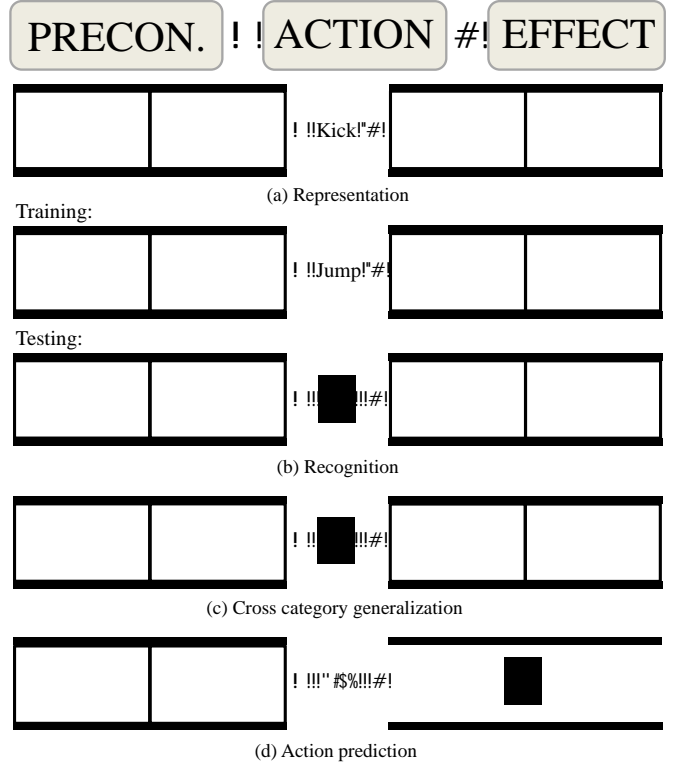 PRECON. ! ! ACTION #! EFFECT
! !!Kick!"#!
(a) Representation
Training:
! !!Jump!"#!
Testing:
! !!! !!!#!
(b) Recognition
! !! !!!#!
(c) Cross category generalization
! !!!"#$%!!!#!
(d) Action prediction